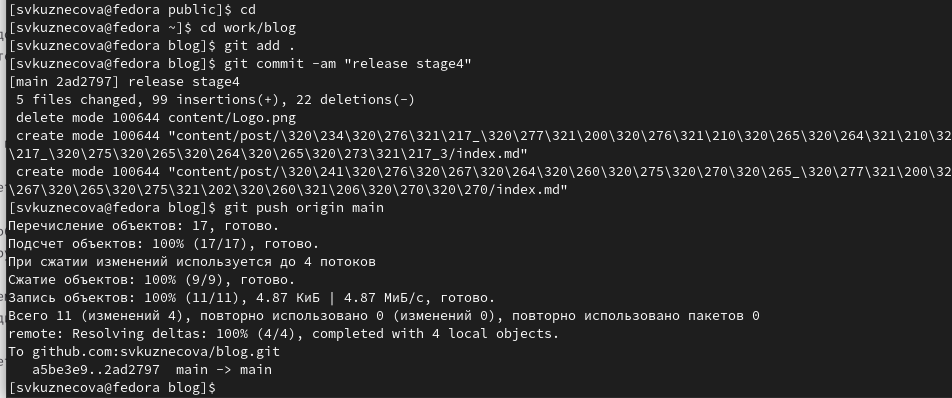 [svkuznecova@fedora public]$ cd
[svkuznecova@fedora ~]$ cd work/blog
[svkuznecova@fedora blog]$ git add .
[svkuznecova@fedora blog]$ git commit -am "release stage4"
[main 2ad2797] release stage4
 5 files changed, 99 insertions(+), 22 deletions(-)
 delete mode 100644 content/Logo.png
 create mode 100644 "content/post/\320\234\320\276\321\217_\320\277\321\200\320\276\321\210\320\265\320\264\321\210\32
\217_\320\275\320\265\320\264\320\265\320\273\321\217_3/index.md"
 create mode 100644 "content/post/\320\241\320\276\320\267\320\264\320\260\320\275\320\270\320\265_\320\277\321\200\32
\267\320\265\320\275\321\202\320\260\321\206\320\270\320\270/index.md"
[svkuznecova@fedora blog]$ git push origin main
Перечисление объектов: 17, готово.
Подсчет объектов: 100% (17/17), готово.
При сжатии изменений используется до 4 потоков
Сжатие объектов: 100% (9/9), готово.
Запись объектов: 100% (11/11), 4.87 КиБ | 4.87 МиБ/с, готово.
Всего 11 (изменений 4), повторно использовано 0 (изменений 0), повторно использовано пакетов 0
remote: Resolving deltas: 100% (4/4), completed with 4 local objects.
To github.com:svkuznecova/blog.git
   a5be3e9..2ad2797  main -> main
[svkuznecova@fedora blog]$